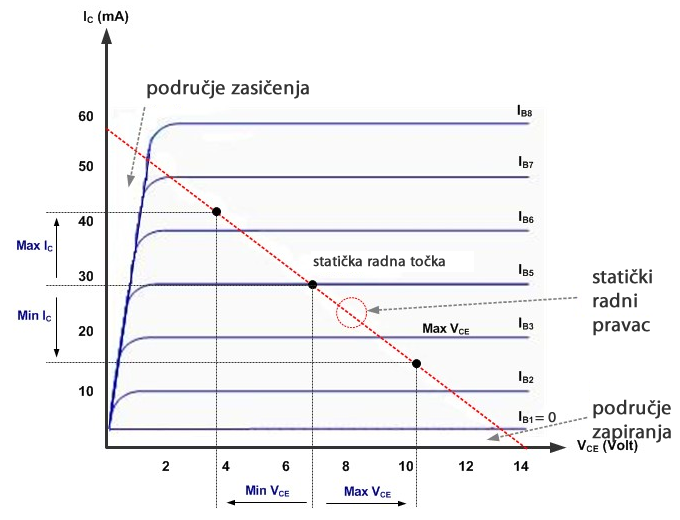 I_C (mA)
područje zasićenja
60
50
40
30
20
10
I_B8
I_B7
I_B6
I_B5
I_B3
I_B2
I_B1 = 0
Max I_C
Min I_C
statička radna točka
Max V_CE
statički
radni
pravac
područje
zapiranja
V_CE (Volt)
2 4 6 8 10 12 14
Min V_CE
Max V_CE